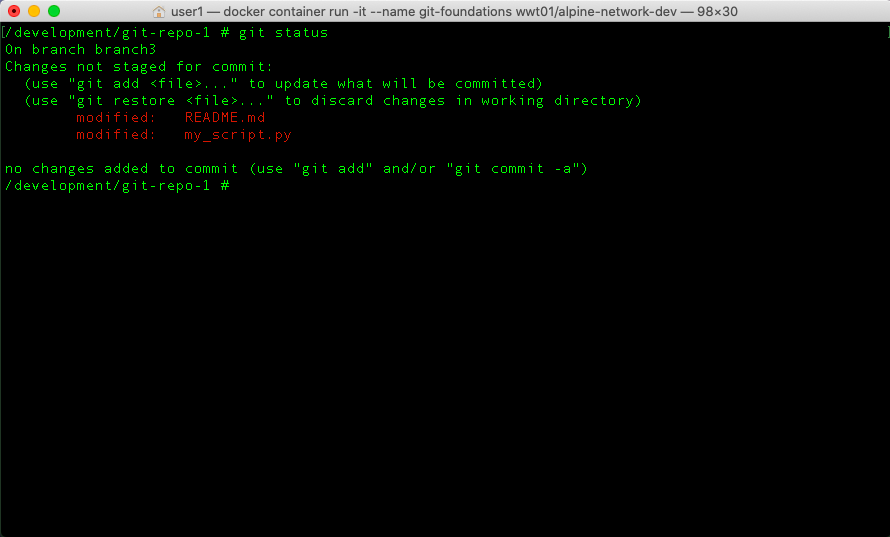 user1 — docker container run -it --name git-foundations wwt01/alpine-network-dev — 98×30
[/development/git-repo-1 # git status ]
On branch branch3
Changes not staged for commit:
  (use "git add <file>..." to update what will be committed)
  (use "git restore <file>..." to discard changes in working directory)
        modified:   README.md
        modified:   my_script.py

no changes added to commit (use "git add" and/or "git commit -a")
/development/git-repo-1 #